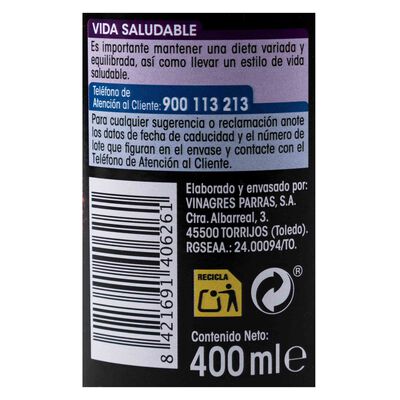 VIDA SALUDABLE
Es importante mantener una dieta variada y
equilibrada, así como llevar un estilo de vida
saludable.
Teléfono de
Atención al Cliente: 900 113 213
Para cualquier sugerencia o reclamación anote
los datos de fecha de caducidad y el número de
lote que figuran en el envase y contacte con el
Teléfono de Atención al Cliente.
Elaborado y envasado por:
VINAGRES PARRAS, S.A.
Ctra. Albarreal, 3.
45500 TORRIJOS (Toledo).
RGSEAA.: 24.00094/TO.
8 421691 406261
RECICLA
®
Contenido Neto:
400 ml e